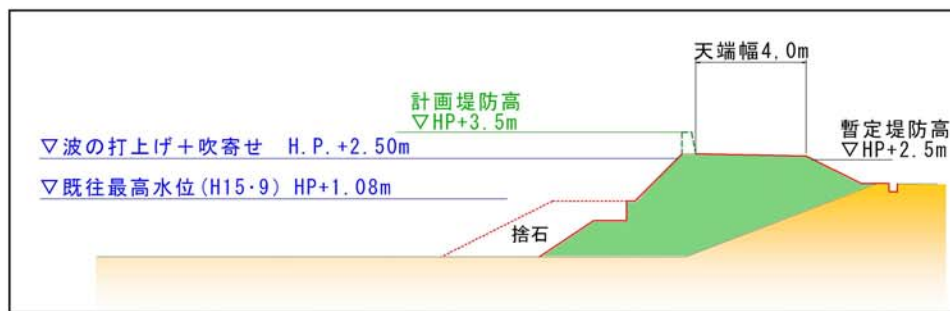 天端幅4.0m
計画堤防高
▽HP+3.5m
▽波の打上げ+吹寄せ H.P.+2.50m
暫定堤防高
▽HP+2.5m
▽既往最高水位(H15・9) HP+1.08m
捨石